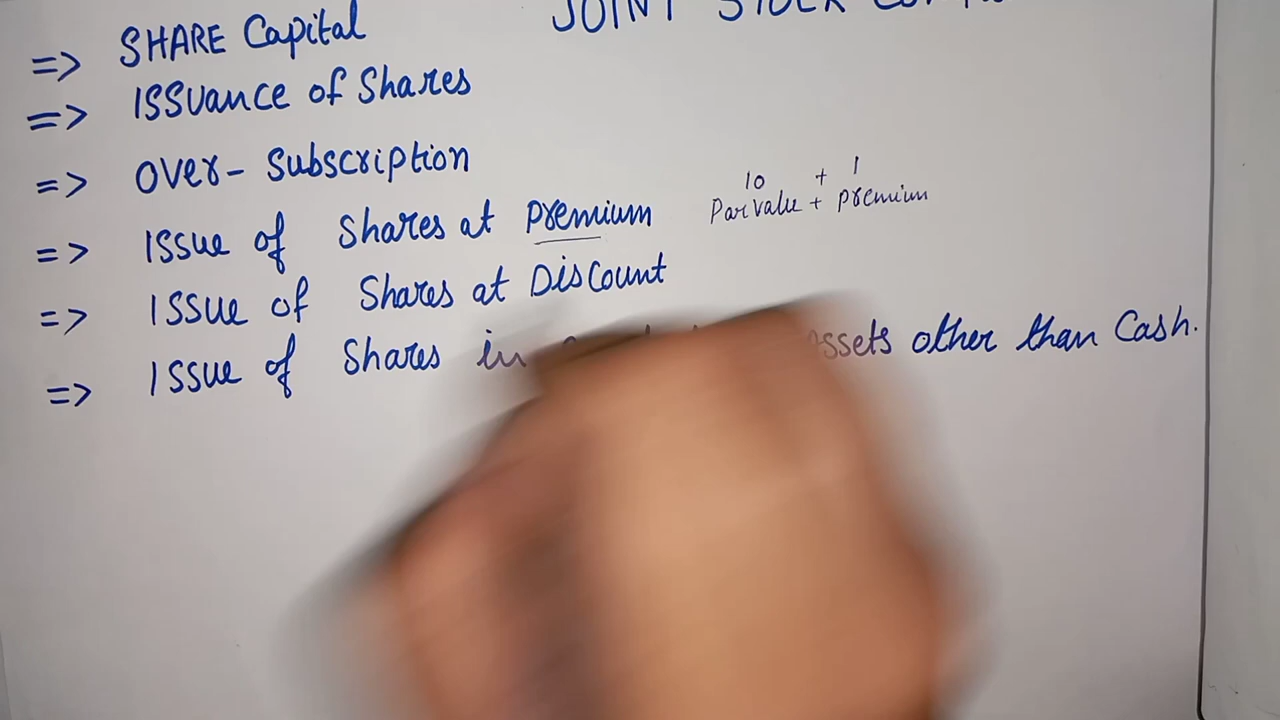 JOINT STOCK
=> SHARE Capital
=> ISSUANCE of Shares
=> OVER-Subscription
=> ISSUE of Shares at Premium
10 + 1
Par value + premium
=> ISSUE of Shares at DISCOUNT
=> ISSUE of Shares in Assets other than Cash.